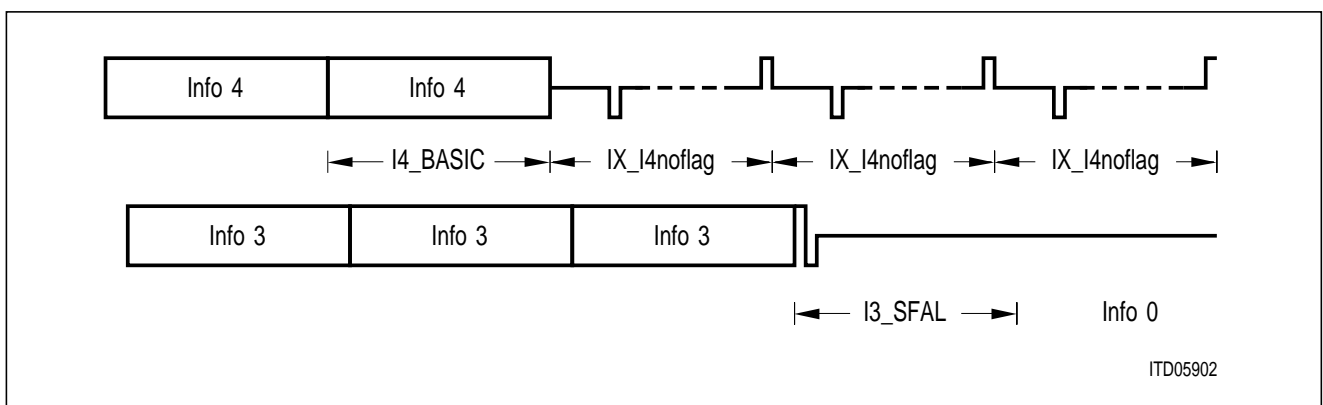 Info 4 Info 4
I4_BASIC IX_I4noflag IX_I4noflag IX_I4noflag
Info 3 Info 3 Info 3
I3_SFAL Info 0
ITD05902